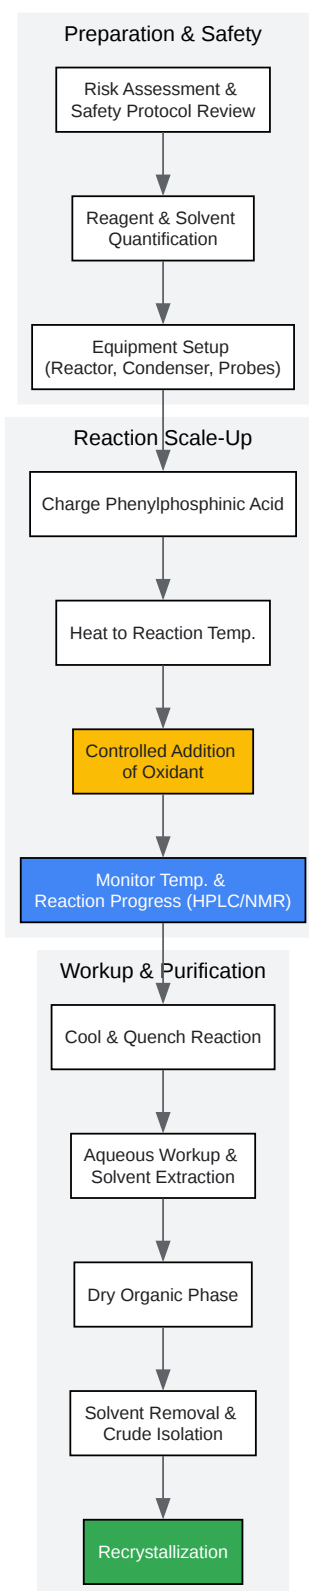 Preparation & Safety
Risk Assessment &
Safety Protocol Review
Reagent & Solvent
Quantification
Equipment Setup
(Reactor, Condenser, Probes)
Reaction Scale-Up
Charge Phenylphosphinic Acid
Heat to Reaction Temp.
Controlled Addition
of Oxidant
Monitor Temp. &
Reaction Progress (HPLC/NMR)
Workup & Purification
Cool & Quench Reaction
Aqueous Workup &
Solvent Extraction
Dry Organic Phase
Solvent Removal &
Crude Isolation
Recrystallization